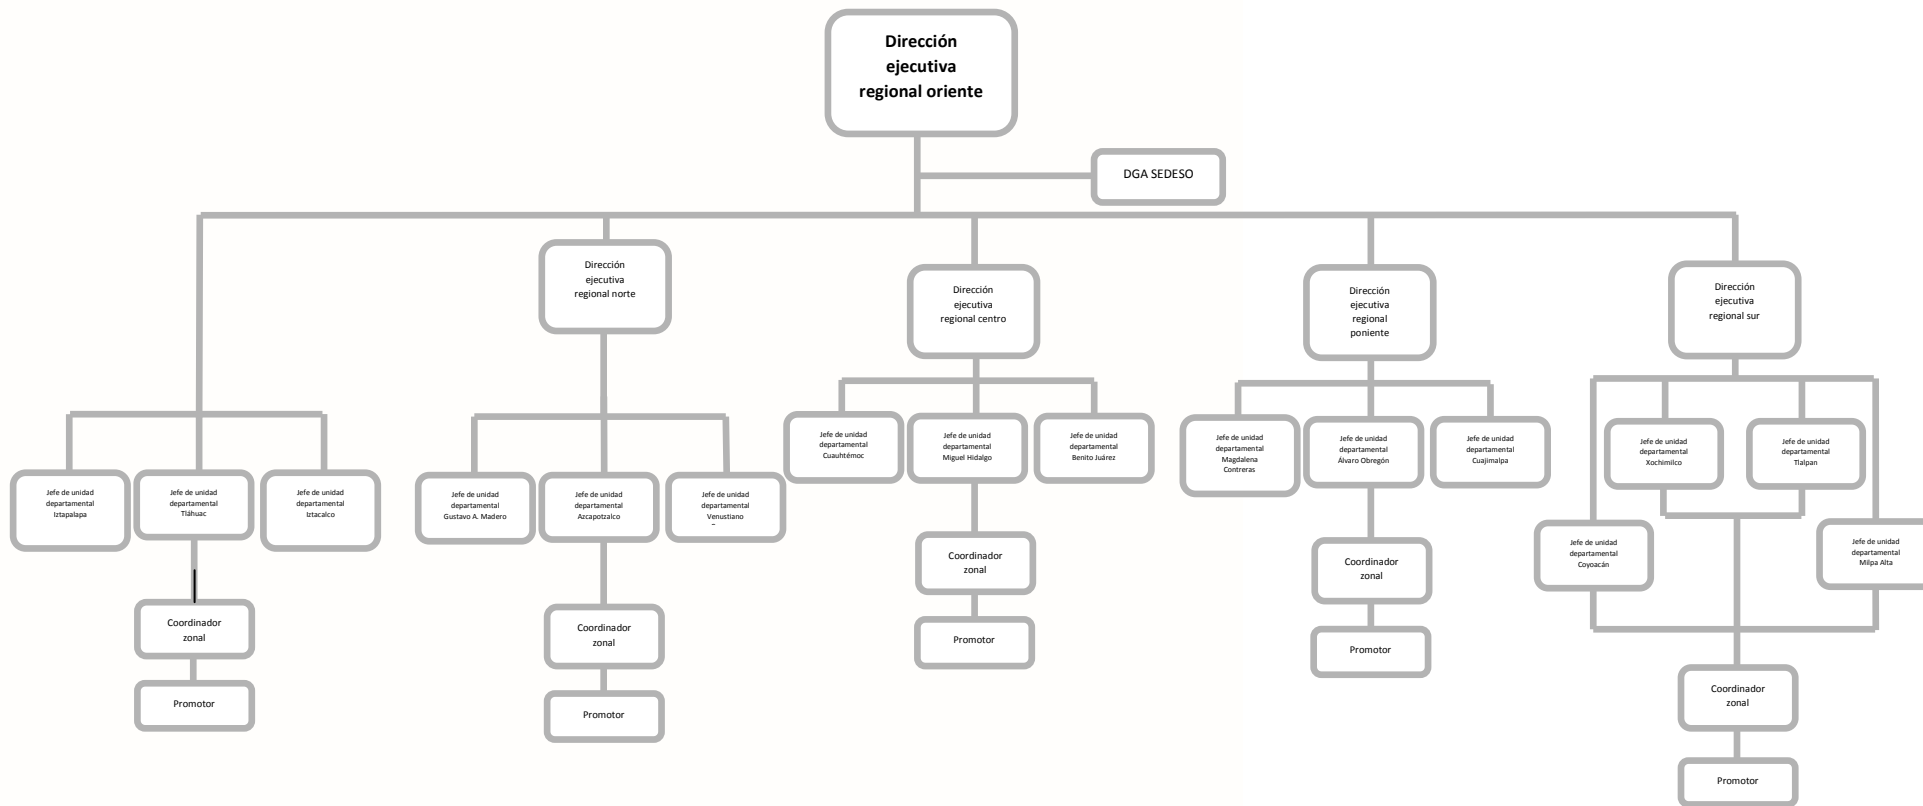 Dirección
ejecutiva
regional oriente
DGA SEDESO
Dirección
ejecutiva
regional norte
Dirección
ejecutiva
regional centro
Dirección
ejecutiva
regional
poniente
Dirección
ejecutiva
regional sur
Jefe de unidad
departamental
Iztapalapa
Jefe de unidad
departamental
Tláhuac
Jefe de unidad
departamental
Iztacalco
Jefe de unidad
departamental
Gustavo A. Madero
Jefe de unidad
departamental
Azcapotzalco
Jefe de unidad
departamental
Venustiano
Jefe de unidad
departamental
Cuauhtémoc
Jefe de unidad
departamental
Miguel Hidalgo
Jefe de unidad
departamental
Benito Juárez
Jefe de unidad
departamental
Magdalena
Contreras
Jefe de unidad
departamental
Álvaro Obregón
Jefe de unidad
departamental
Cuajimalpa
Jefe de unidad
departamental
Xochimilco
Jefe de unidad
departamental
Tlalpan
Jefe de unidad
departamental
Coyoacán
Jefe de unidad
departamental
Milpa Alta
Coordinador
zonal
Promotor
Coordinador
zonal
Promotor
Coordinador
zonal
Promotor
Coordinador
zonal
Promotor
Coordinador
zonal
Promotor